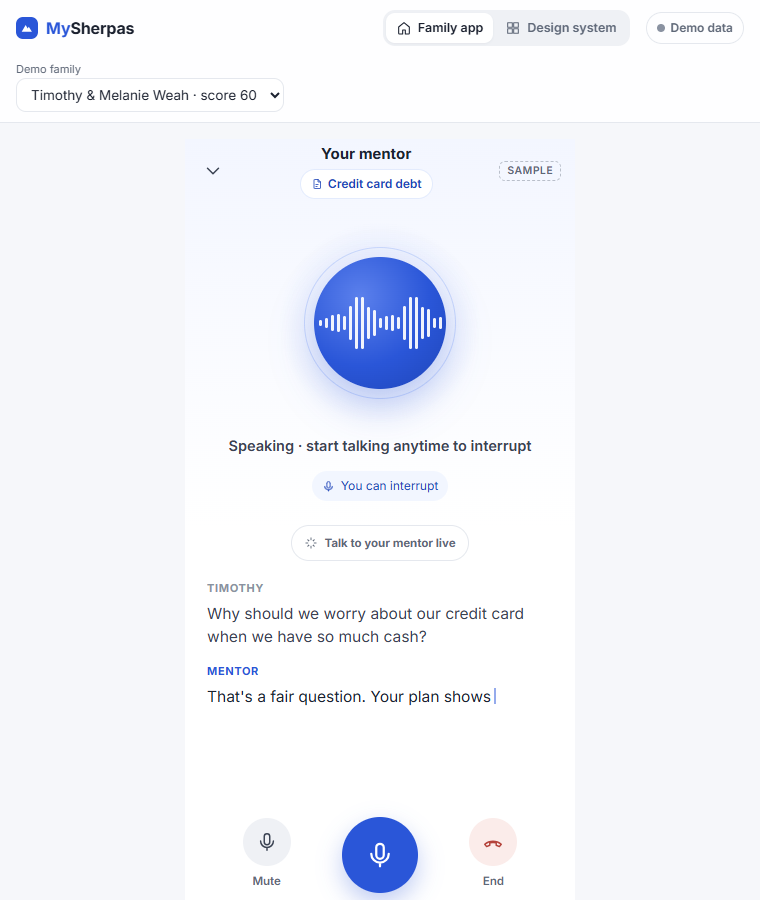 MySherpas
Family app
Design system
Demo data
Demo family
Timothy & Melanie Weah · score 60
Your mentor
Credit card debt
SAMPLE
Speaking · start talking anytime to interrupt
You can interrupt
Talk to your mentor live
TIMOTHY
Why should we worry about our credit card
when we have so much cash?
MENTOR
That's a fair question. Your plan shows
Mute
End